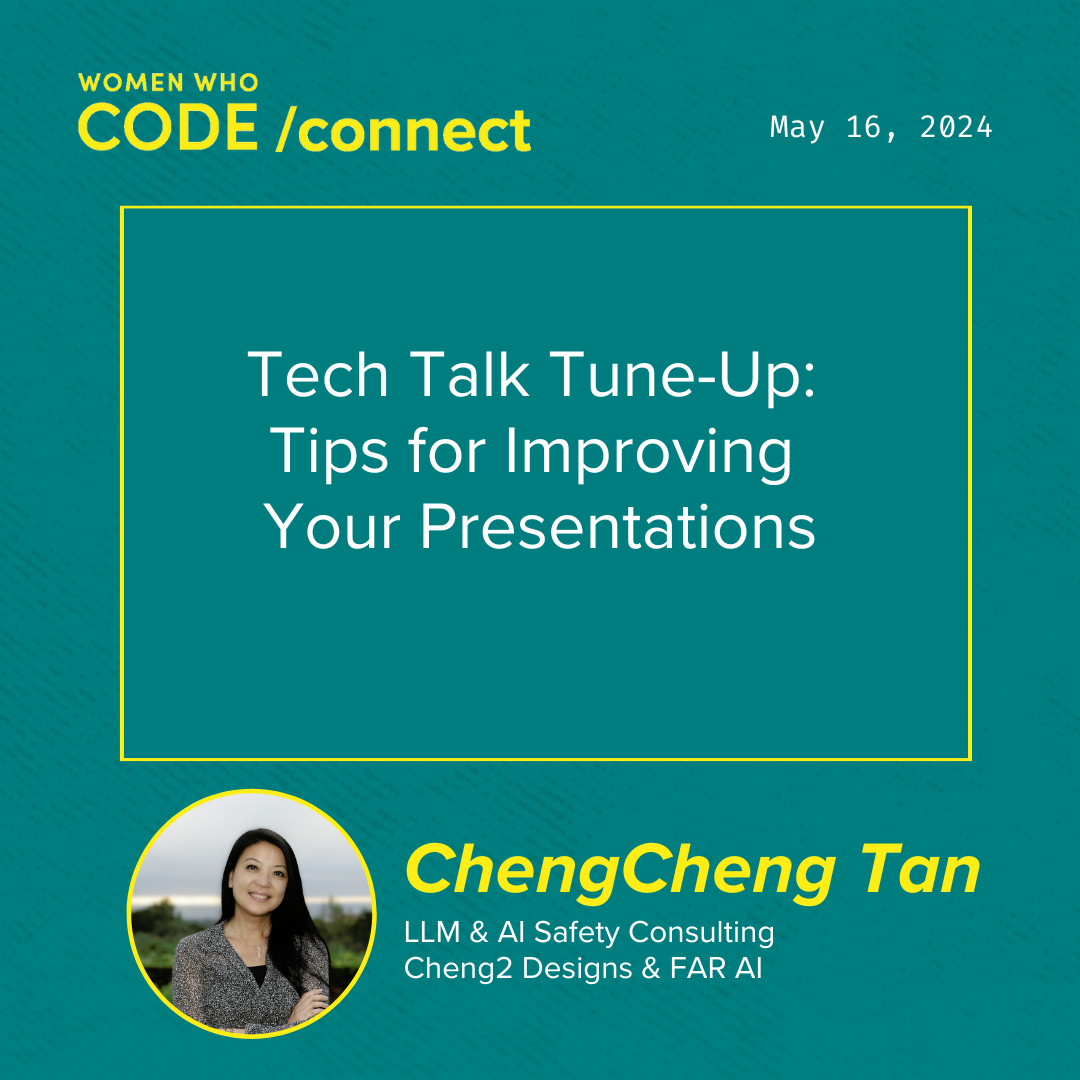 WOMEN WHO
CODE /connect
May 16, 2024
Tech Talk Tune-Up:
Tips for Improving
Your Presentations
ChengCheng Tan
LLM & AI Safety Consulting
Cheng2 Designs & FAR AI